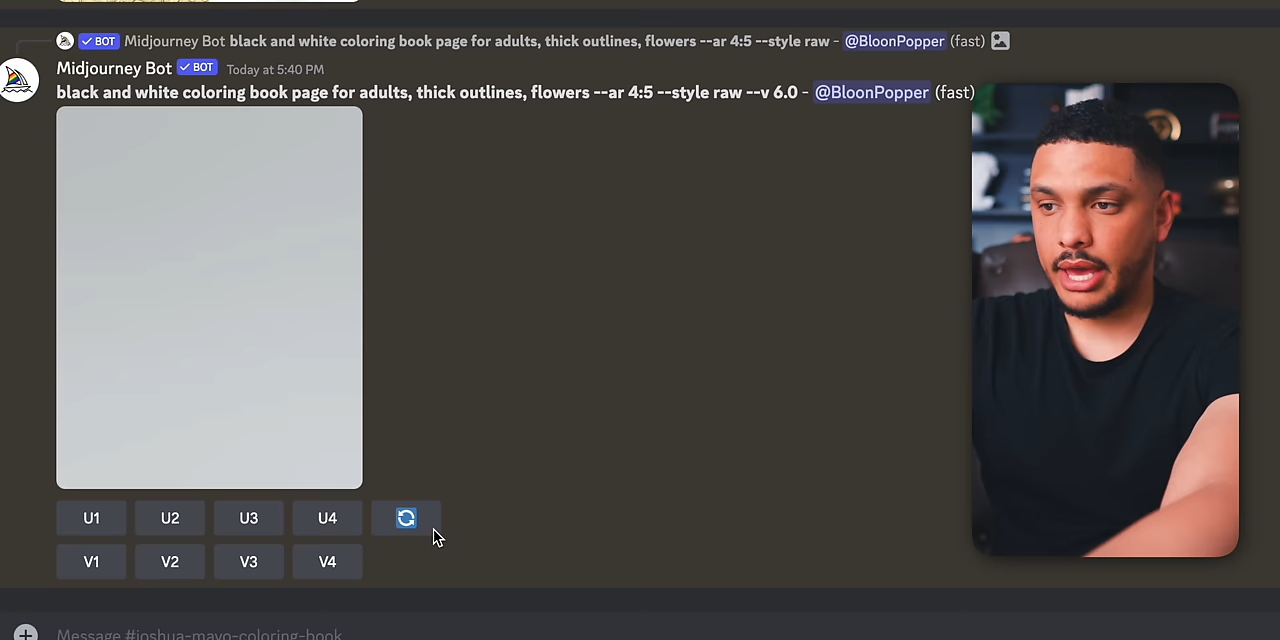 BOT Midjourney Bot black and white coloring book page for adults, thick outlines, flowers --ar 4:5 --style raw - @BloonPopper (fast)
Midjourney Bot BOT Today at 5:40 PM
black and white coloring book page for adults, thick outlines, flowers --ar 4:5 --style raw --v 6.0 - @BloonPopper (fast)
U1 U2 U3 U4
V1 V2 V3 V4
Message #joshua-mayo-coloring-book